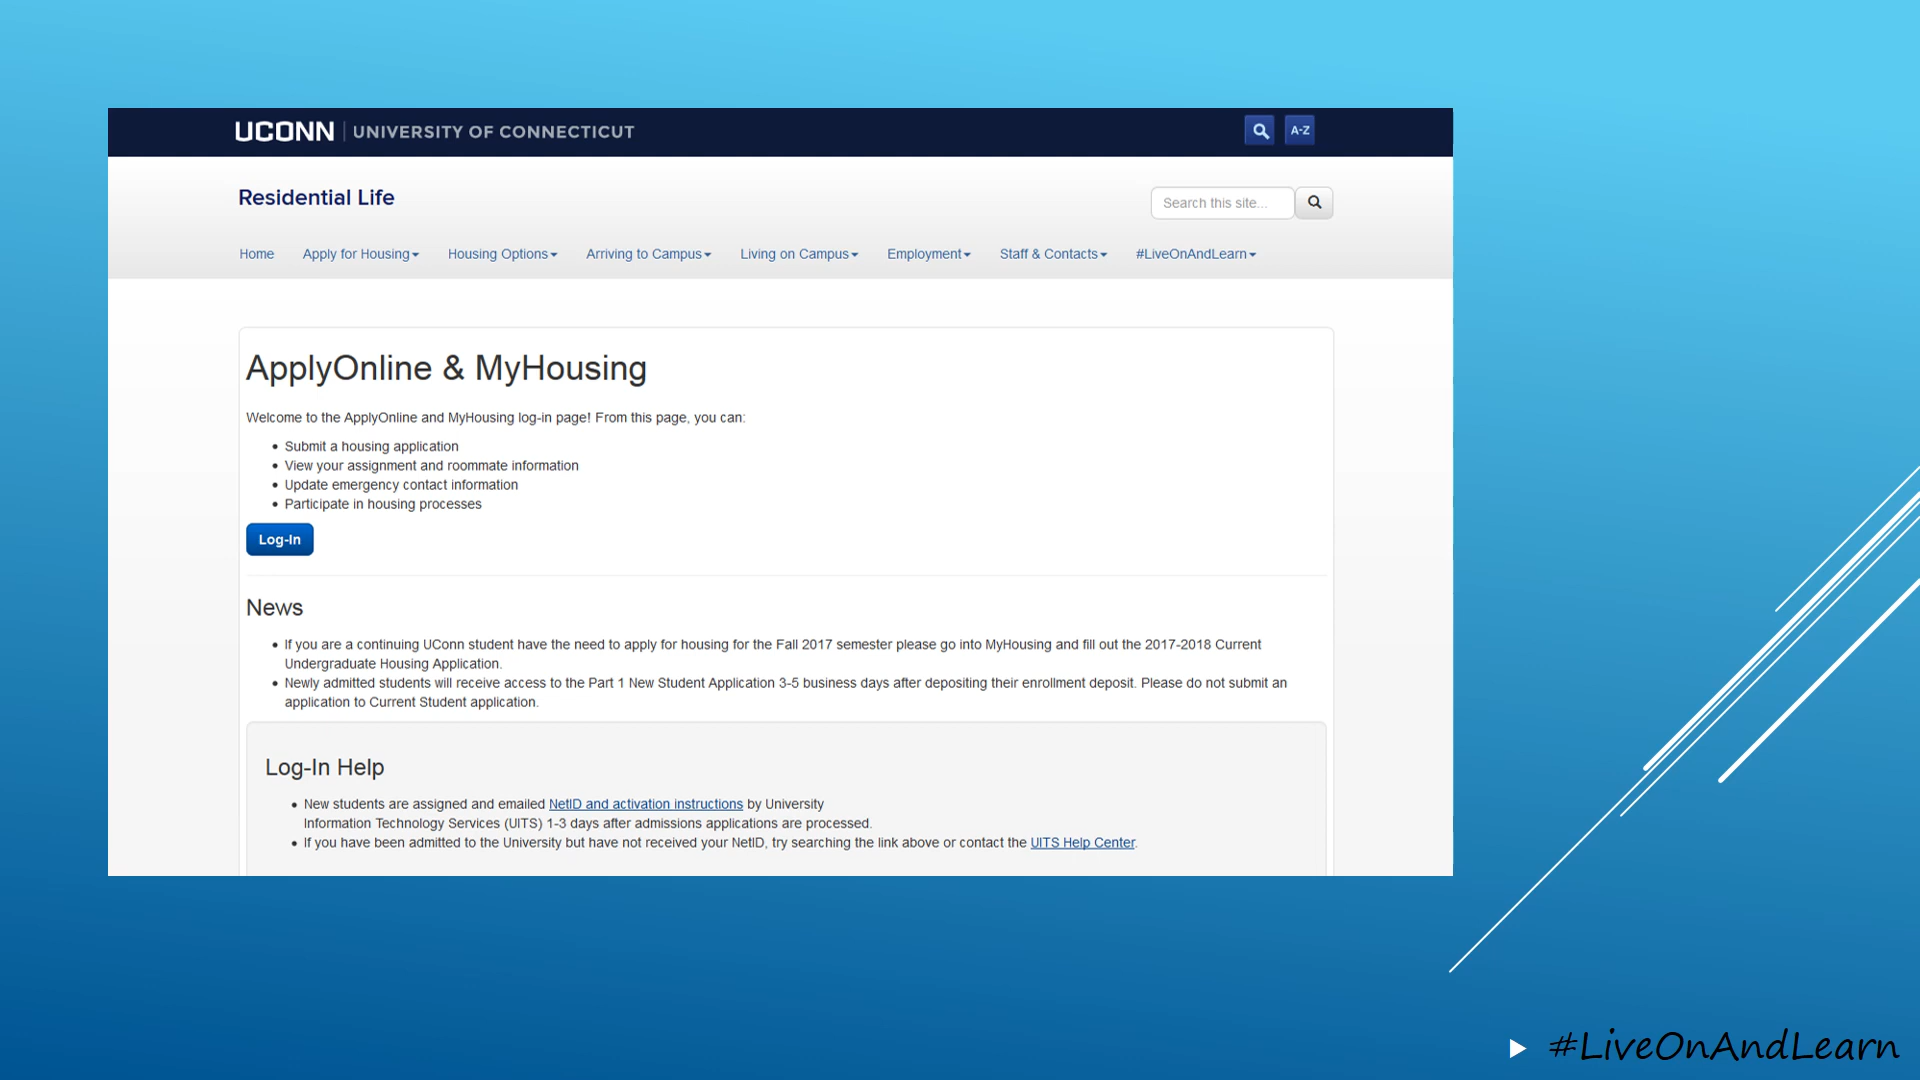 UCONN UNIVERSITY OF CONNECTICUT
A-Z
Residential Life
Search this site...
Home Apply for Housing Housing Options Arriving to Campus Living on Campus Employment Staff & Contacts #LiveOnAndLearn
ApplyOnline & MyHousing
Welcome to the ApplyOnline and MyHousing log-in page! From this page, you can:
Submit a housing application
View your assignment and roommate information
Update emergency contact information
Participate in housing processes
Log-In
News
If you are a continuing UConn student have the need to apply for housing for the Fall 2017 semester please go into MyHousing and fill out the 2017-2018 Current
Undergraduate Housing Application.
Newly admitted students will receive access to the Part 1 New Student Application 3-5 business days after depositing their enrollment deposit. Please do not submit an
application to Current Student application.
Log-In Help
New students are assigned and emailed NetID and activation instructions by University
Information Technology Services (UITS) 1-3 days after admissions applications are processed.
If you have been admitted to the University but have not received your NetID, try searching the link above or contact the UITS Help Center.
#LiveOnAndLearn